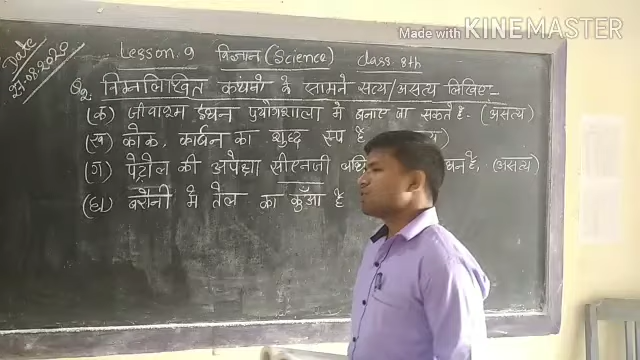 Made with KINEMASTER
Date
27.08.2020
Lesson.9 विज्ञान (Science) Class 8th
प्र२. निम्नलिखित कथनों के सामने सत्य/असत्य लिखिए-
(क) जीवाश्म ईंधन प्रयोगशाला में बनाए जा सकते हैं. (असत्य)
(ख) कोक, कार्बन का शुद्ध रूप है
(ग) पेट्रोल की अपेक्षा सीएनजी है, (असत्य)
(घ) बरौनी में तेल का कुँआ है